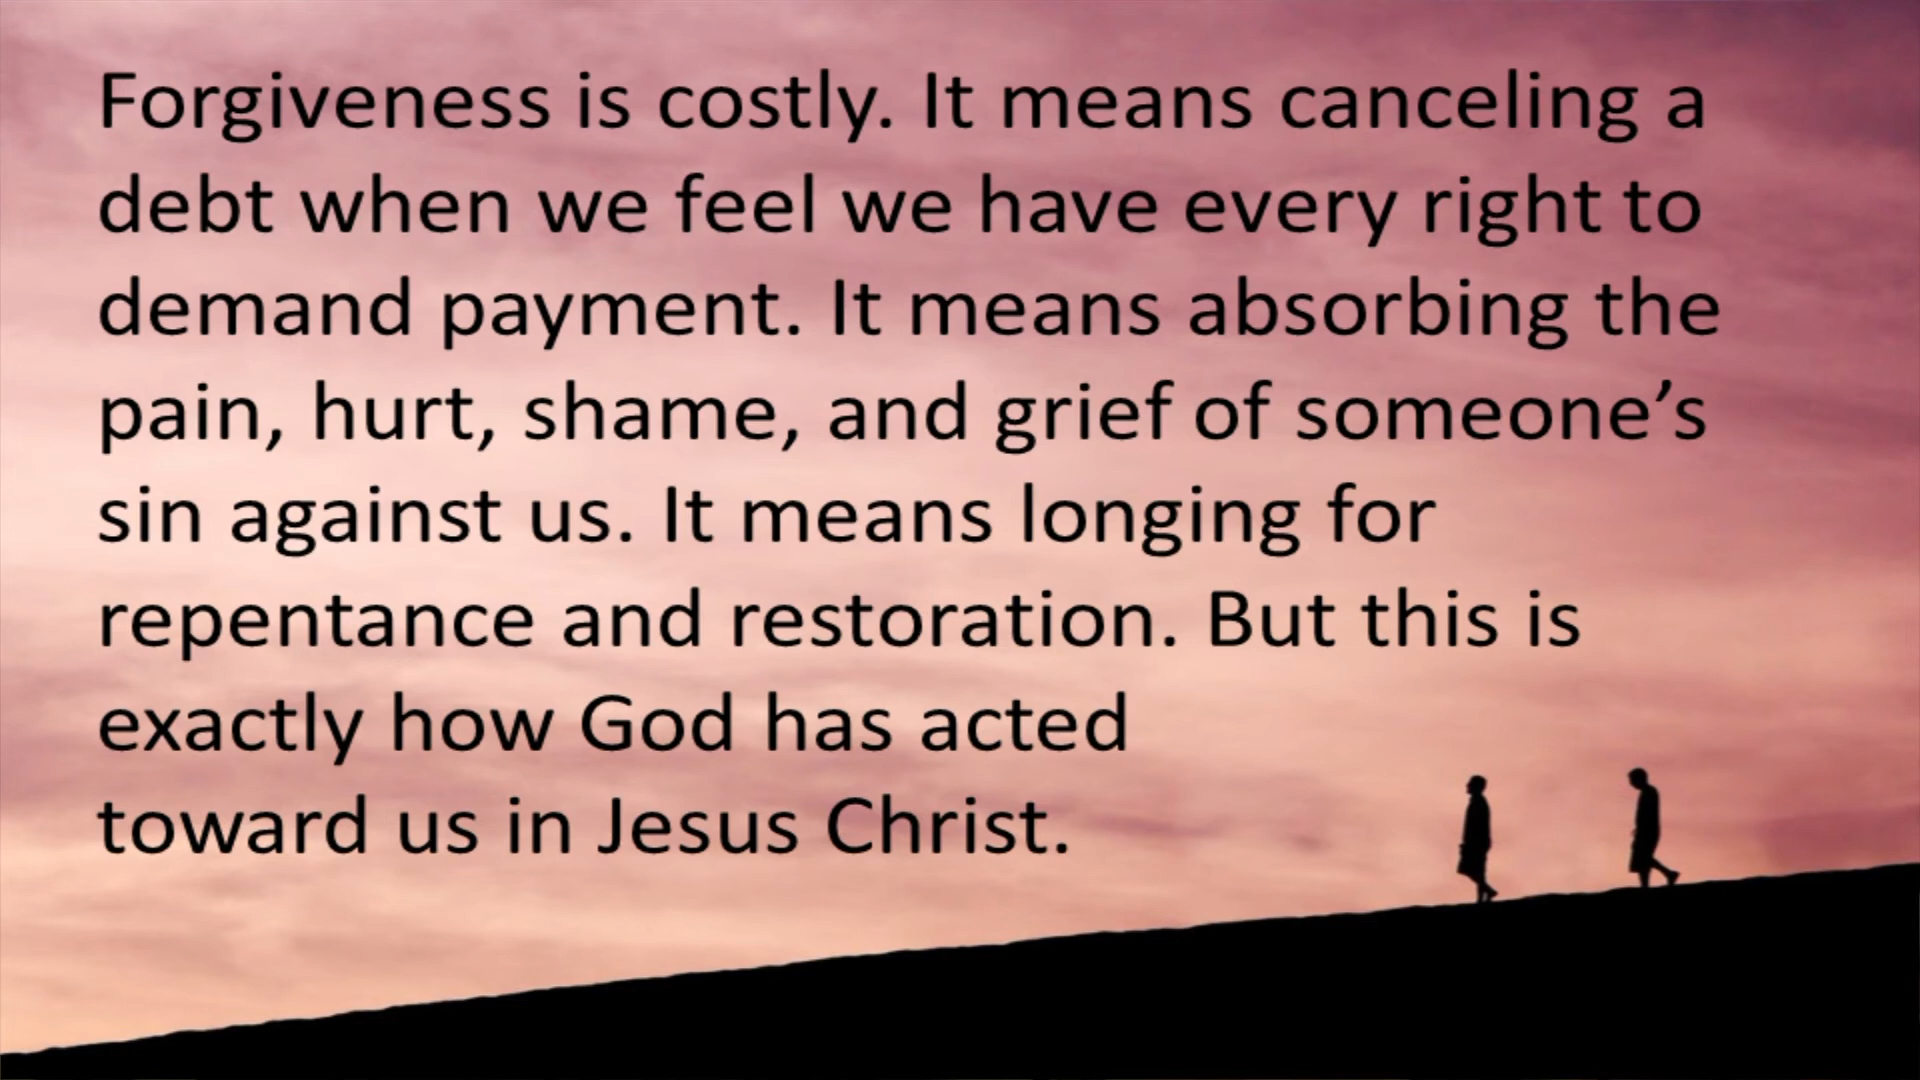 Forgiveness is costly. It means canceling a
debt when we feel we have every right to
demand payment. It means absorbing the
pain, hurt, shame, and grief of someone’s
sin against us. It means longing for
repentance and restoration. But this is
exactly how God has acted
toward us in Jesus Christ.